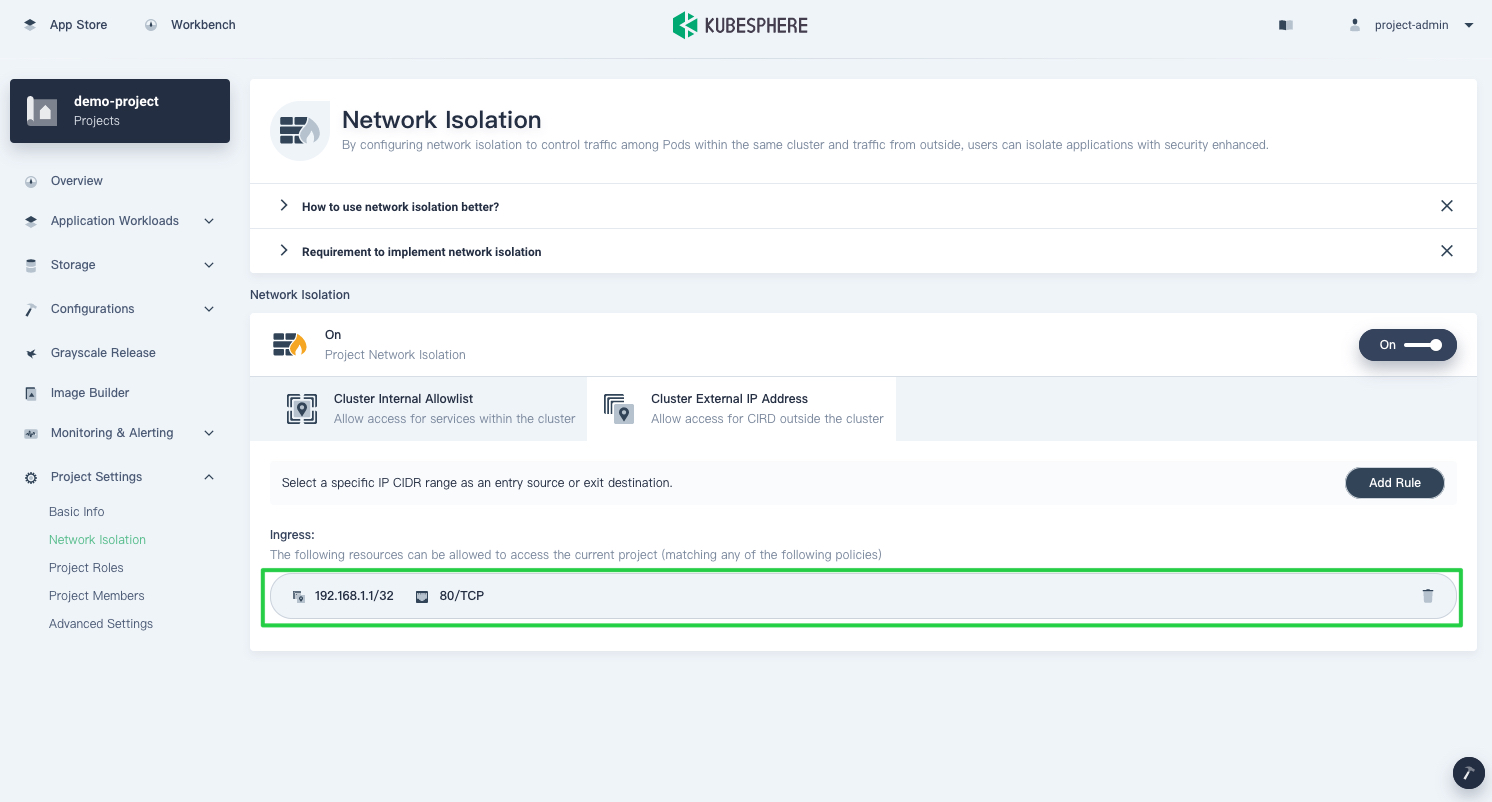 App Store
Workbench
KUBESPHERE
project-admin
demo-project
Projects
Overview
Application Workloads
Storage
Configurations
Grayscale Release
Image Builder
Monitoring & Alerting
Project Settings
Basic Info
Network Isolation
Project Roles
Project Members
Advanced Settings
Network Isolation
By configuring network isolation to control traffic among Pods within the same cluster and traffic from outside, users can isolate applications with security enhanced.
How to use network isolation better?
Requirement to implement network isolation
Network Isolation
On
Project Network Isolation
On
Cluster Internal Allowlist
Allow access for services within the cluster
Cluster External IP Address
Allow access for CIRD outside the cluster
Select a specific IP CIDR range as an entry source or exit destination.
Add Rule
Ingress:
The following resources can be allowed to access the current project (matching any of the following policies)
192.168.1.1/32
80/TCP